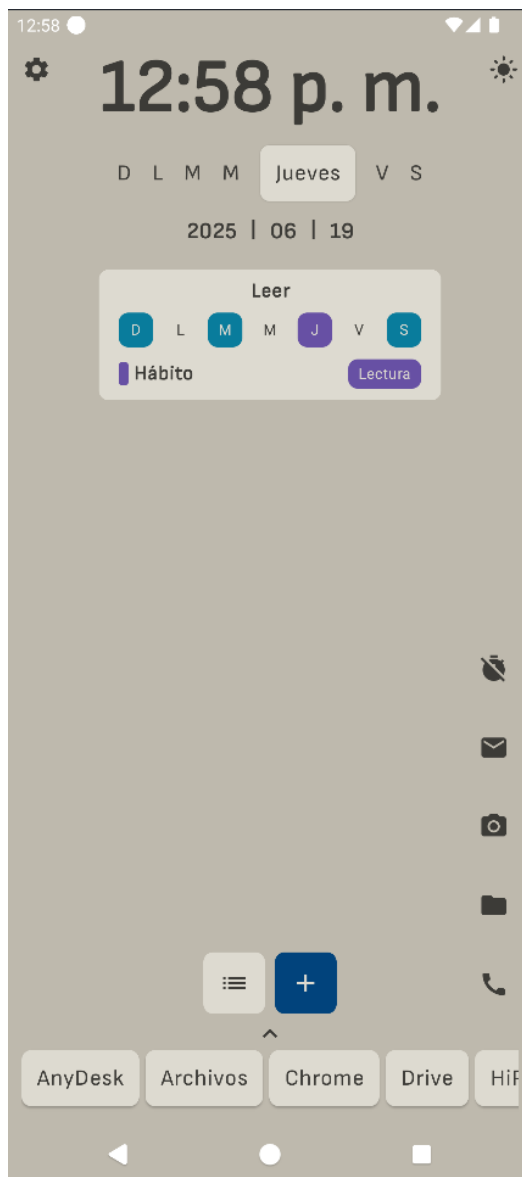 12:58
12:58 p. m.
D L M M Jueves V S
2025 | 06 | 19
Leer
D L M M J V S
Hábito Lectura
AnyDesk Archivos Chrome Drive